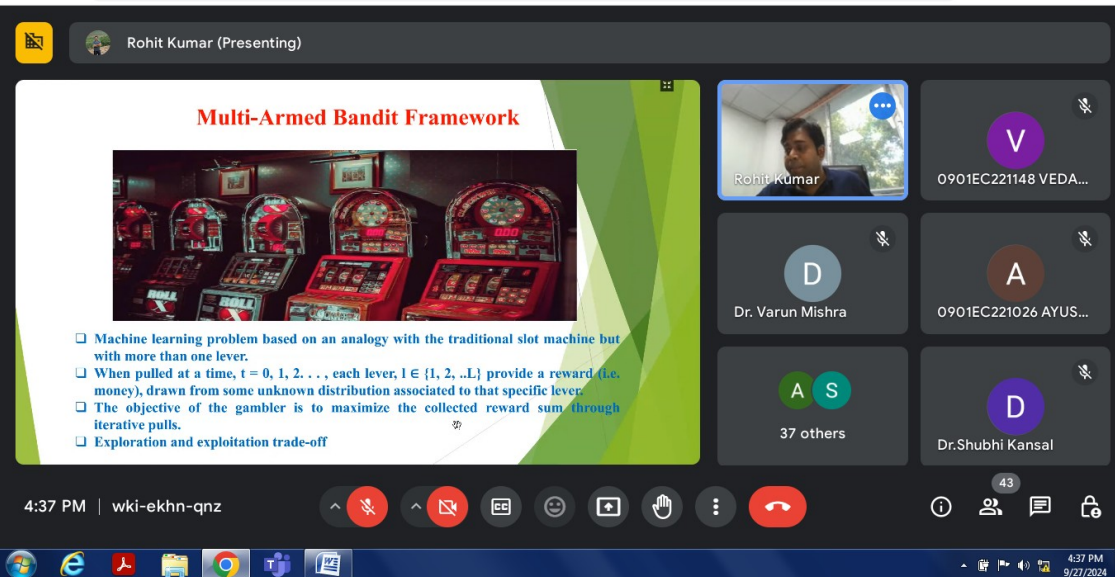 Rohit Kumar (Presenting)
Multi-Armed Bandit Framework
ROLL
X
ROLL
X
❑ Machine learning problem based on an analogy with the traditional slot machine but
with more than one lever.
❑ When pulled at a time, t = 0, 1, 2. . . , each lever, l ∈ {1, 2, ..L} provide a reward (i.e.
money), drawn from some unknown distribution associated to that specific lever.
❑ The objective of the gambler is to maximize the collected reward sum through
iterative pulls.
❑ Exploration and exploitation trade-off
Rohit Kumar
V
0901EC221148 VEDA...
D
Dr. Varun Mishra
A
0901EC221026 AYUS...
A S
37 others
D
Dr.Shubhi Kansal
4:37 PM | wki-ekhn-qnz
CC
43
4:37 PM
9/27/2024